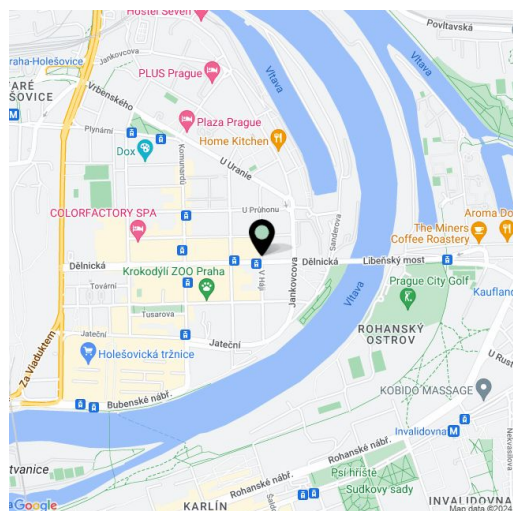 Hostel Seven
Povltavská
Praha-Holešovice
Jankovcova
Vltava
Vltava
PLUS Prague
ARÉ
ŠOVICE
Vrbenského
Plaza Prague
Plynární
Home Kitchen
Dox
Komunardů
U Uranie
U Průhonu
COLORFACTORY SPA
Aroma Do
The Miners
Coffee Roastery
Sanderova
Dělnická
Dělnická
Libeňský most
V Háji
Jankovcova
Kaufland
Krokodýlí ZOO Praha
Tovární
Vltava
Prague City Golf
Tusarova
ROHANSKÝ
OSTROV
Jateční
Jateční
Holešovická tržnice
U Rust
Za Viaduktem
KOBIDO MASSAGE
Bubenské nábř.
Invalidovna
Nekvasilova
Rohanské nábř.
tvanice
Psí hřiště
Sudkovy sady
Rohanské nábř.
KARLÍN
INVALIDOVNA
Google
Map data ©2024